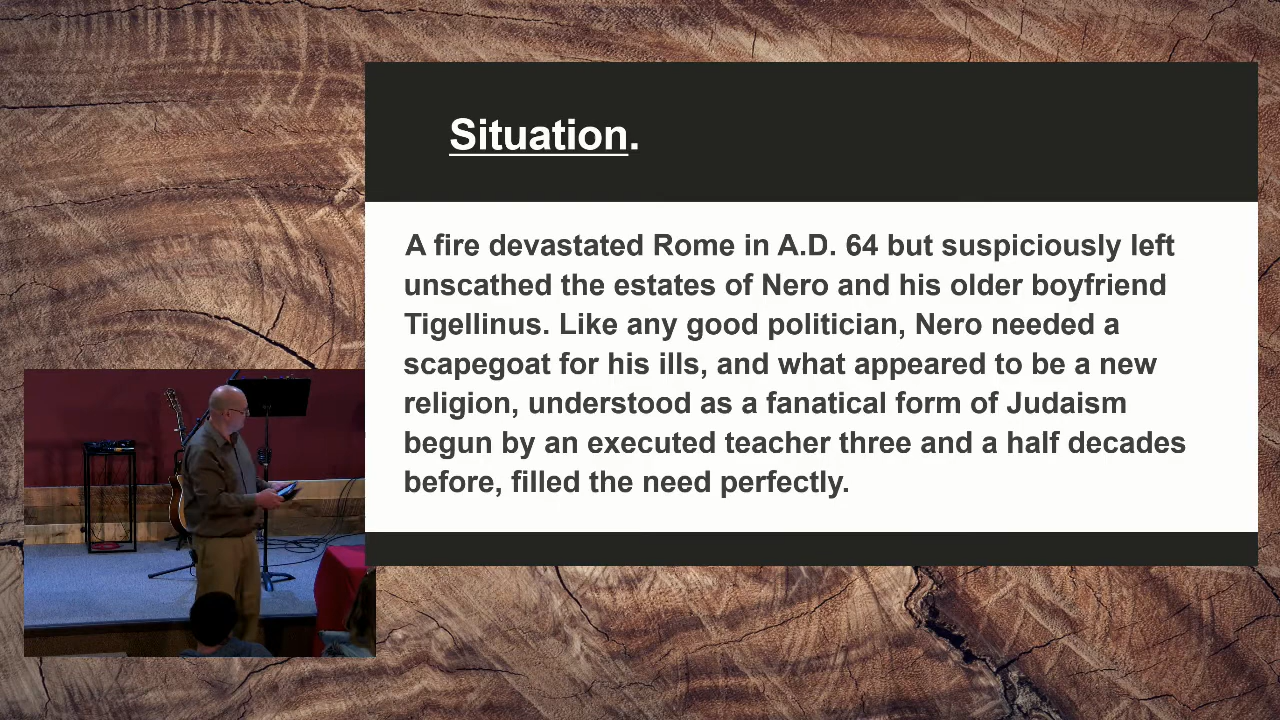 Situation.
A fire devastated Rome in A.D. 64 but suspiciously left
unscathed the estates of Nero and his older boyfriend
Tigellinus. Like any good politician, Nero needed a
scapegoat for his ills, and what appeared to be a new
religion, understood as a fanatical form of Judaism
begun by an executed teacher three and a half decades
before, filled the need perfectly.